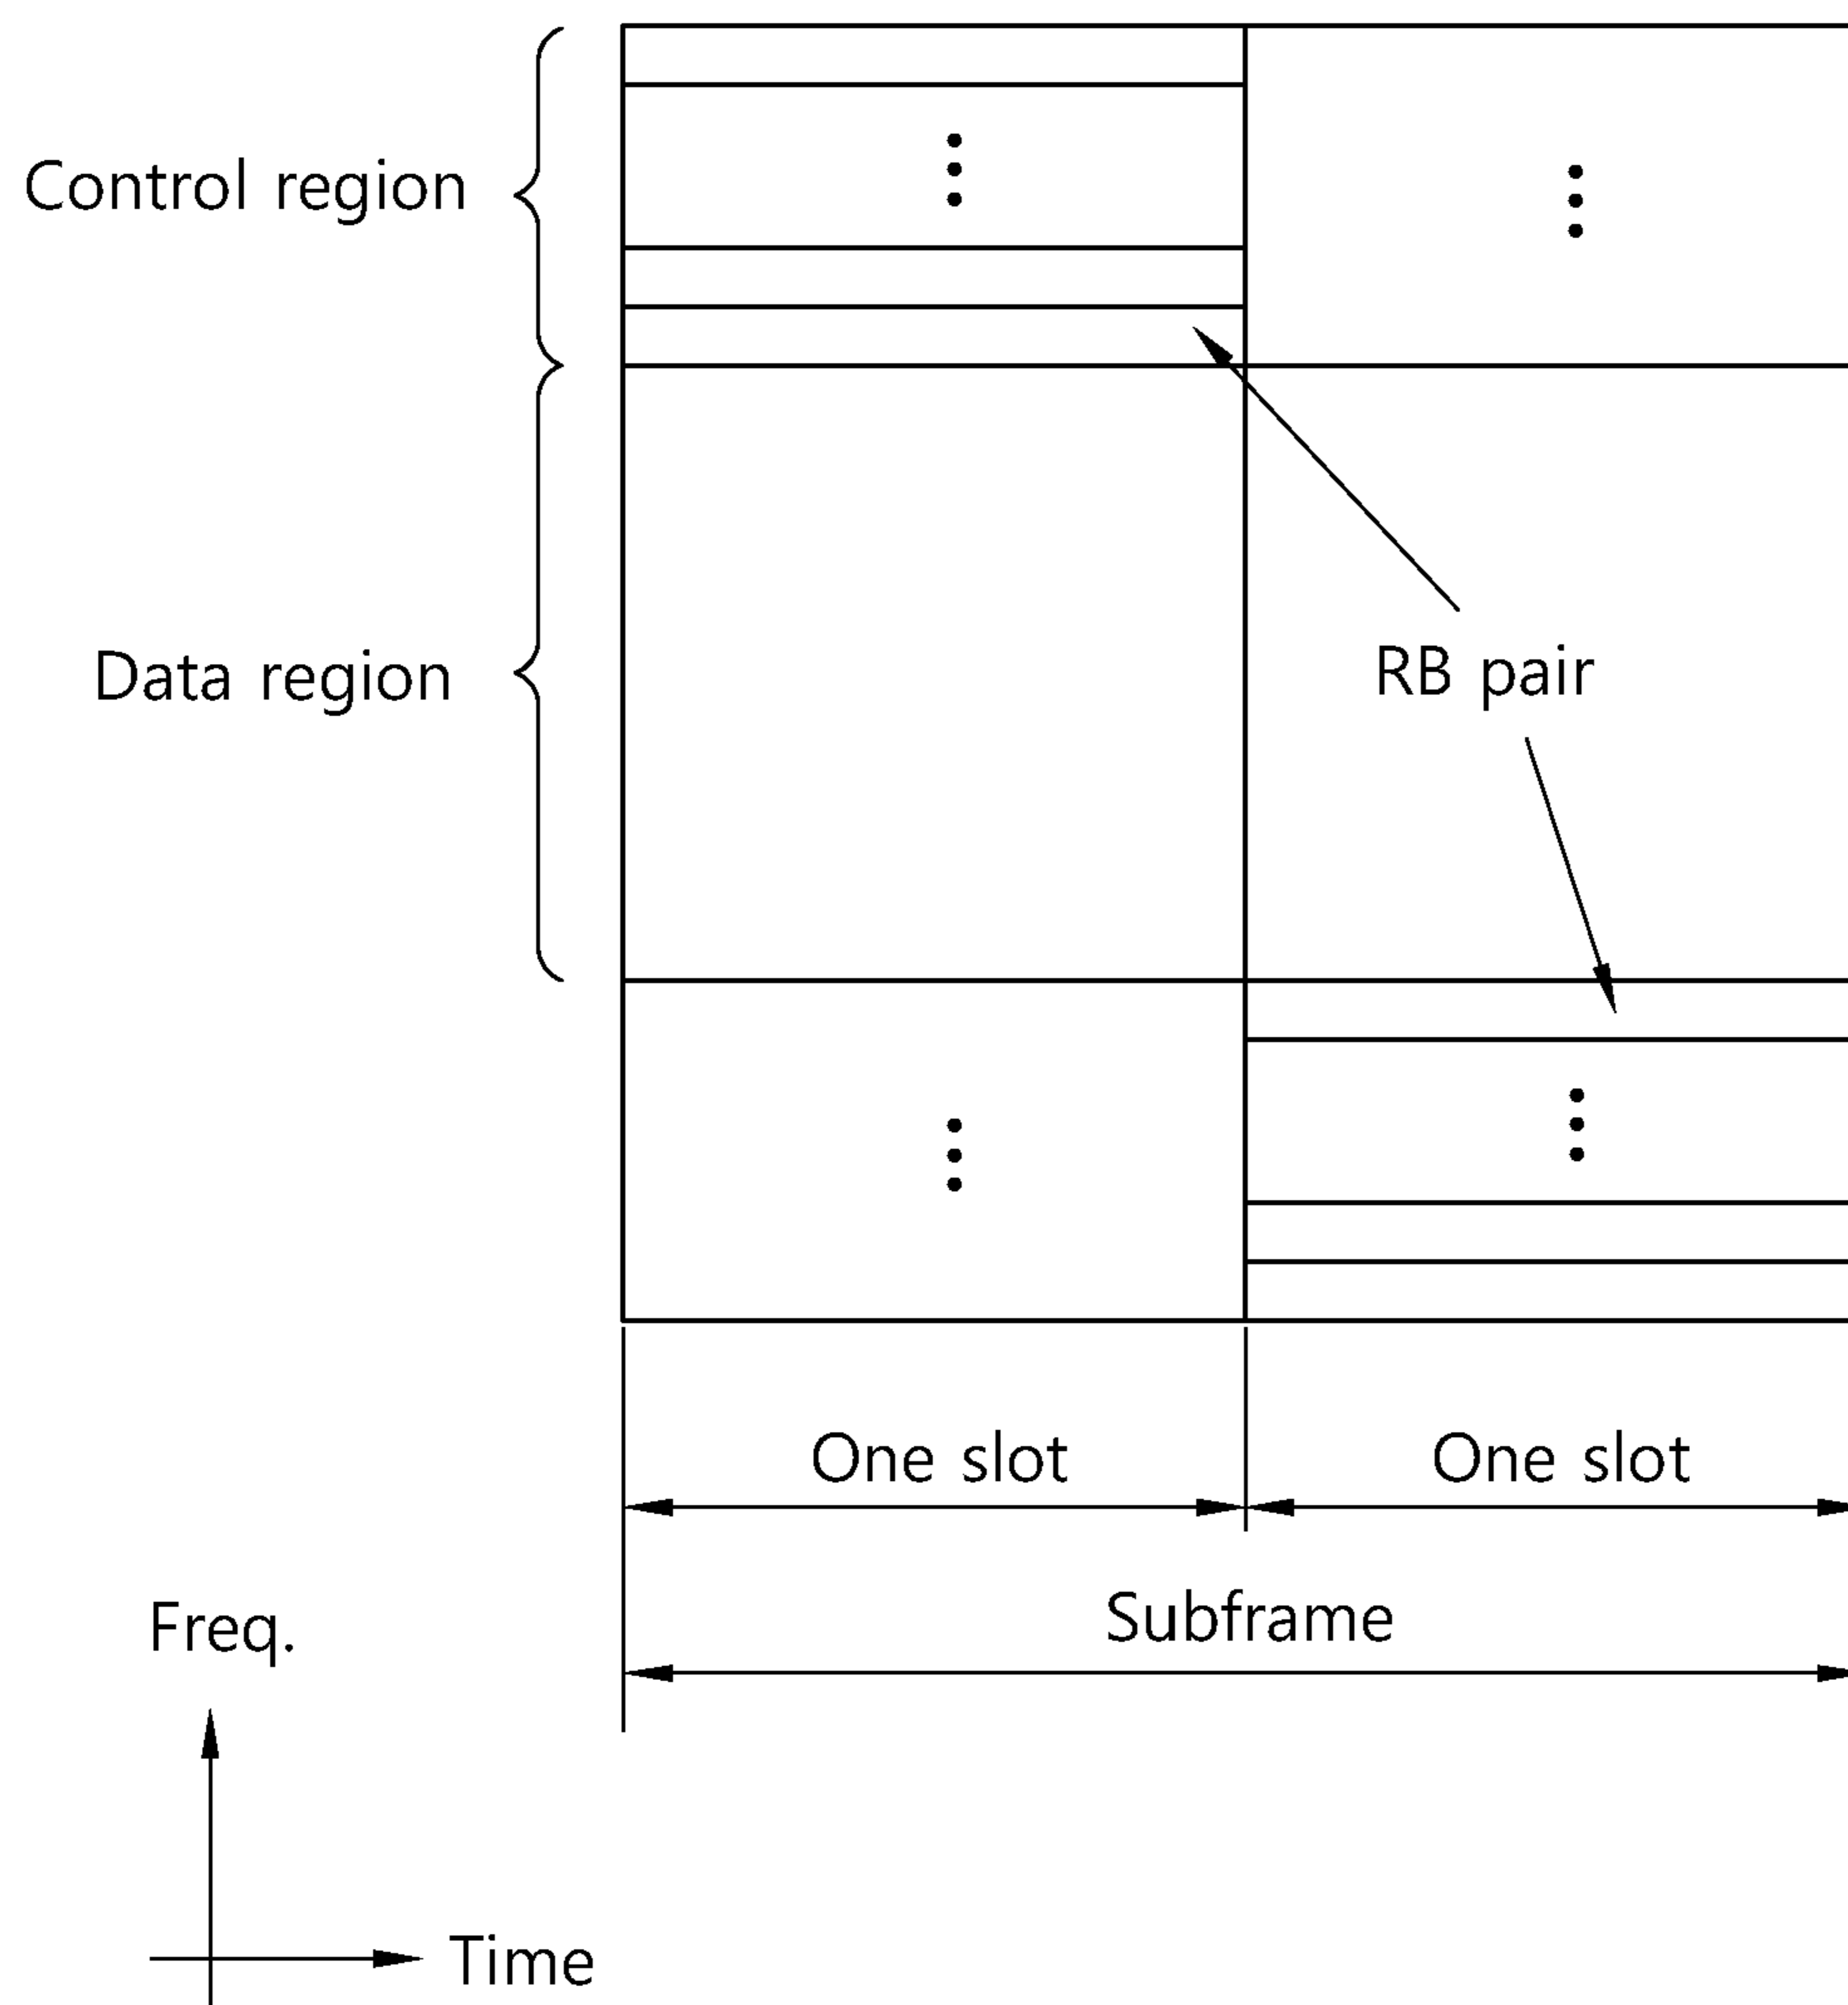 Control region
Data region
RB pair
One slot
One slot
Subframe
Freq.
Time